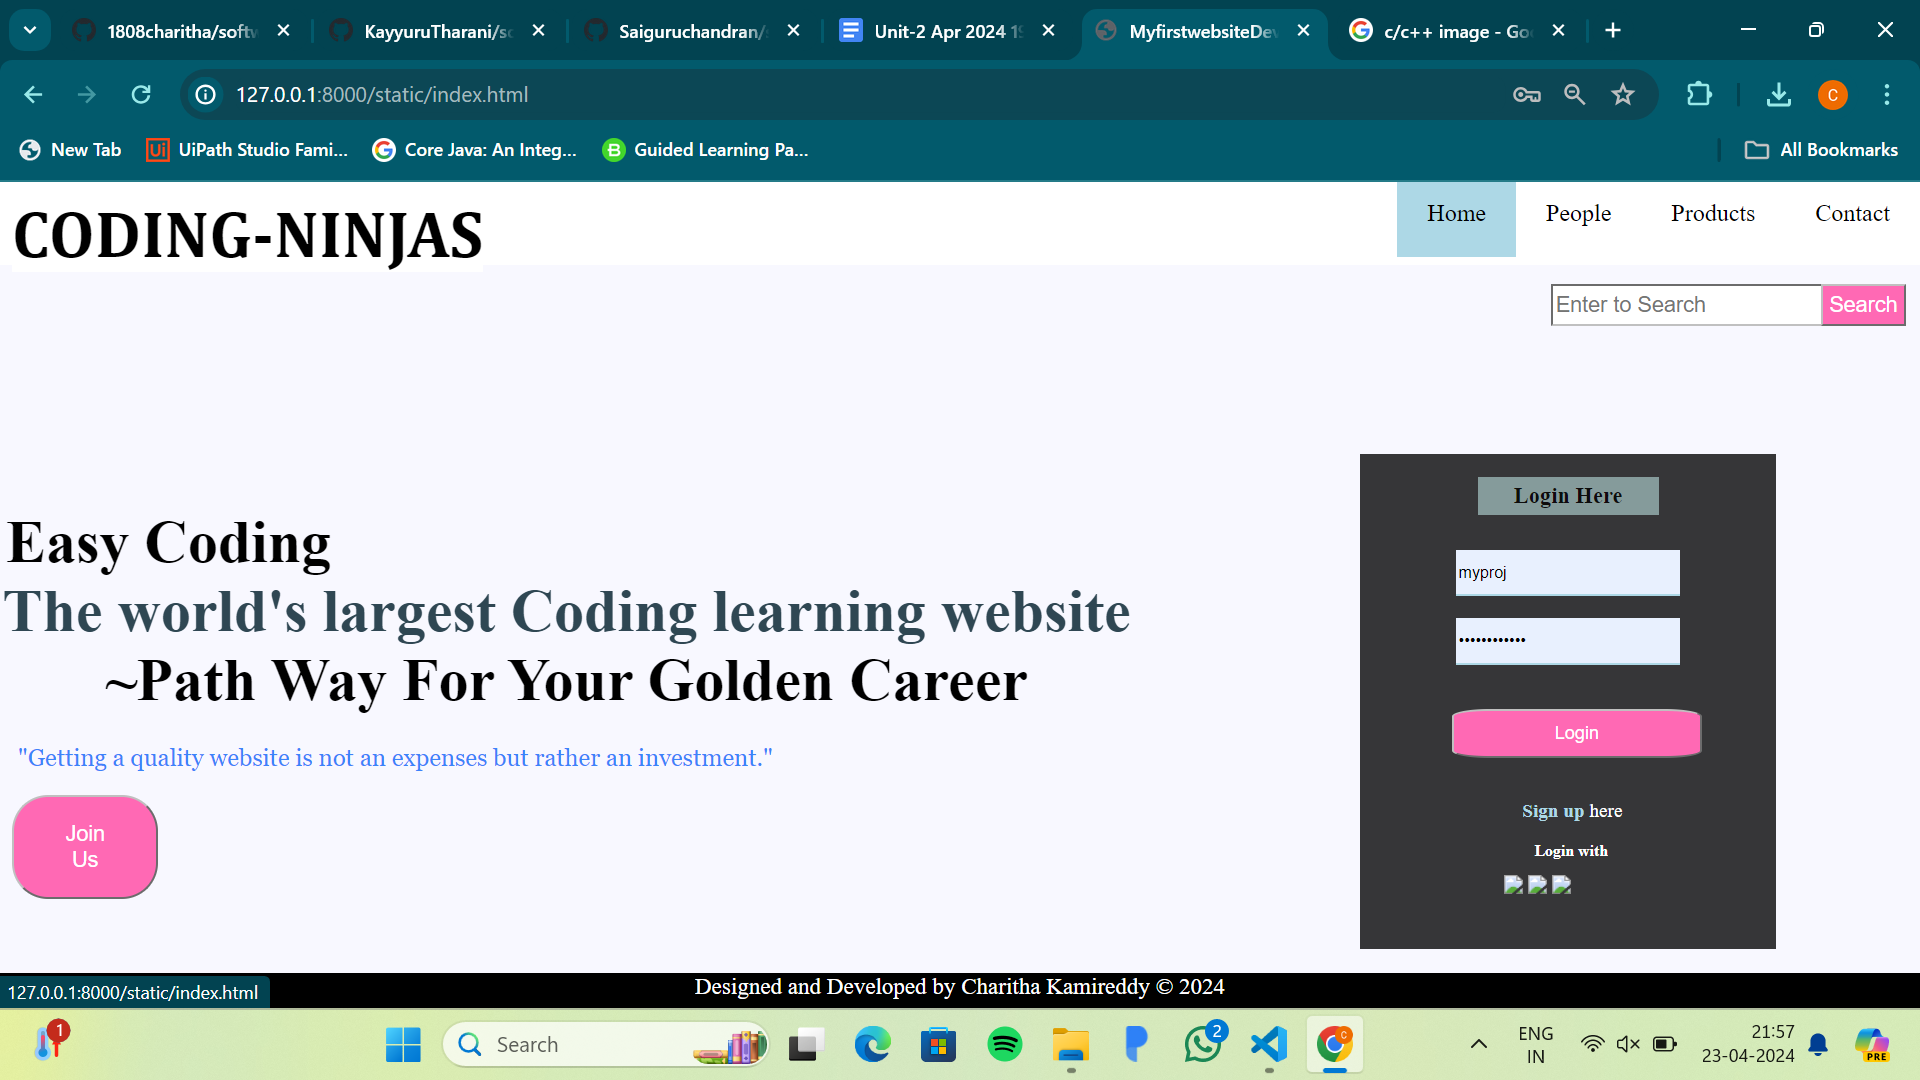 1808charitha/softw
KayyuruTharani/sc
Saiguruchandran/
Unit-2 Apr 2024 19
MyfirstwebsiteDev
c/c++ image - Goo
127.0.0.1:8000/static/index.html
C
New Tab
Ui
UiPath Studio Fami...
Core Java: An Integ...
B
Guided Learning Pa...
All Bookmarks
CODING-NINJAS
Home
People
Products
Contact
Enter to Search
Search
Login Here
myproj
••••••••••••
Login
Sign up here
Login with
Easy Coding
The world's largest Coding learning website
~Path Way For Your Golden Career
"Getting a quality website is not an expenses but rather an investment."
Join
Us
Designed and Developed by Charitha Kamireddy © 2024
127.0.0.1:8000/static/index.html
1
Search
2
C
ENG
IN
21:57
23-04-2024
PRE